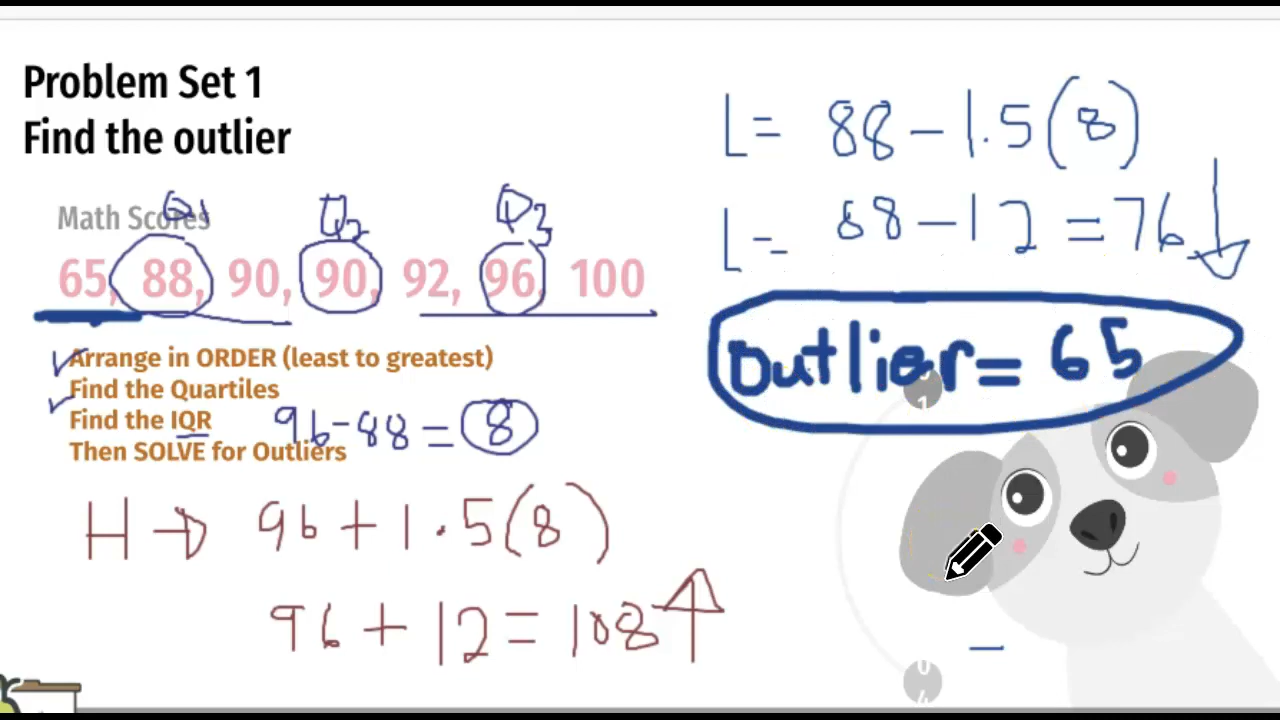 Problem Set 1
Find the outlier
Math Scores
Q1 Q2 Q3
65, 88, 90, 90, 92, 96, 100
Arrange in ORDER (least to greatest)
Find the Quartiles
Find the IQR
96-88 = 8
Then SOLVE for Outliers
H → 96 + 1.5(8)
96 + 12 = 108
L = 88 - 1.5(8)
L = 88 - 12 = 76
outlier = 65
01
04